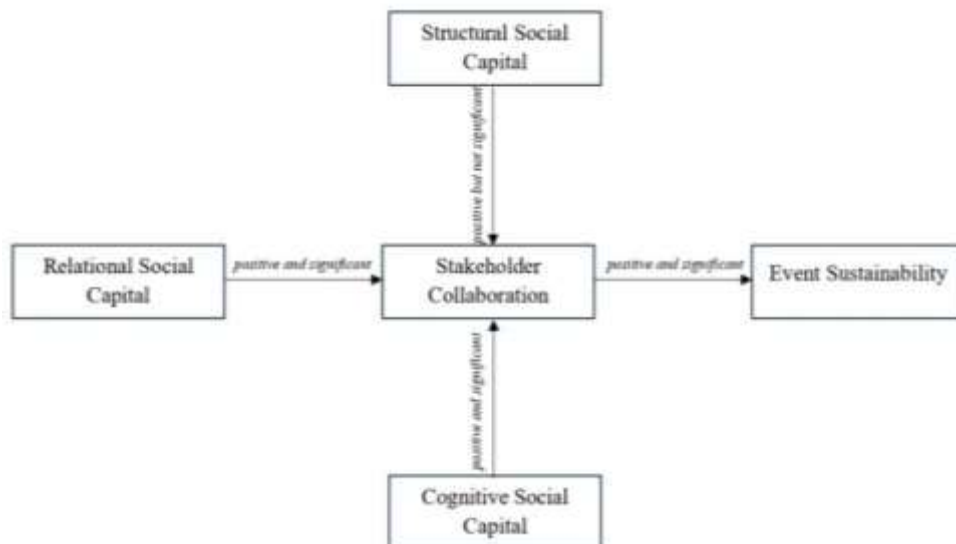 Structural Social
Capital
positive but not significant
Relational Social
Capital
positive and significant
Stakeholder
Collaboration
positive and significant
Event Sustainability
positive and significant
Cognitive Social
Capital